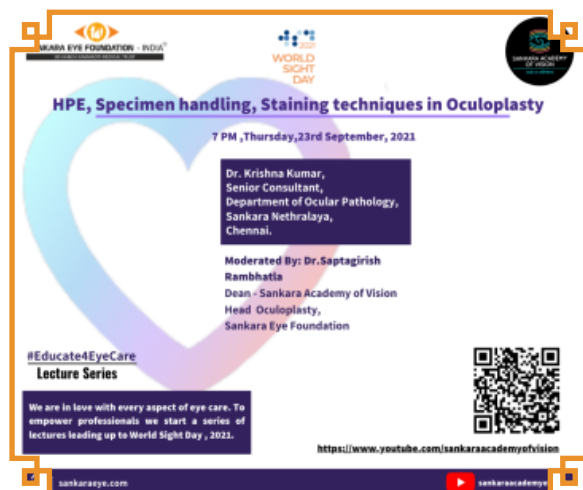 SANKARA EYE FOUNDATION - INDIA®
2021
WORLD
SIGHT
DAY
SANKARA ACADEMY
OF VISION
HPE, Specimen handling, Staining techniques in Oculoplasty
7 PM ,Thursday,23rd September, 2021
Dr. Krishna Kumar,
Senior Consultant,
Department of Ocular Pathology,
Sankara Nethralaya,
Chennai.
Moderated By: Dr.Saptagirish
Rambhatla
Dean - Sankara Academy of Vision
Head Oculoplasty,
Sankara Eye Foundation
#Educate4EyeCare
Lecture Series
We are in love with every aspect of eye care. To
empower professionals we start a series of
lectures leading up to World Sight Day , 2021.
https://www.youtube.com/sankaraacademyofvision
sankaraeye.com
sankaraacademyo